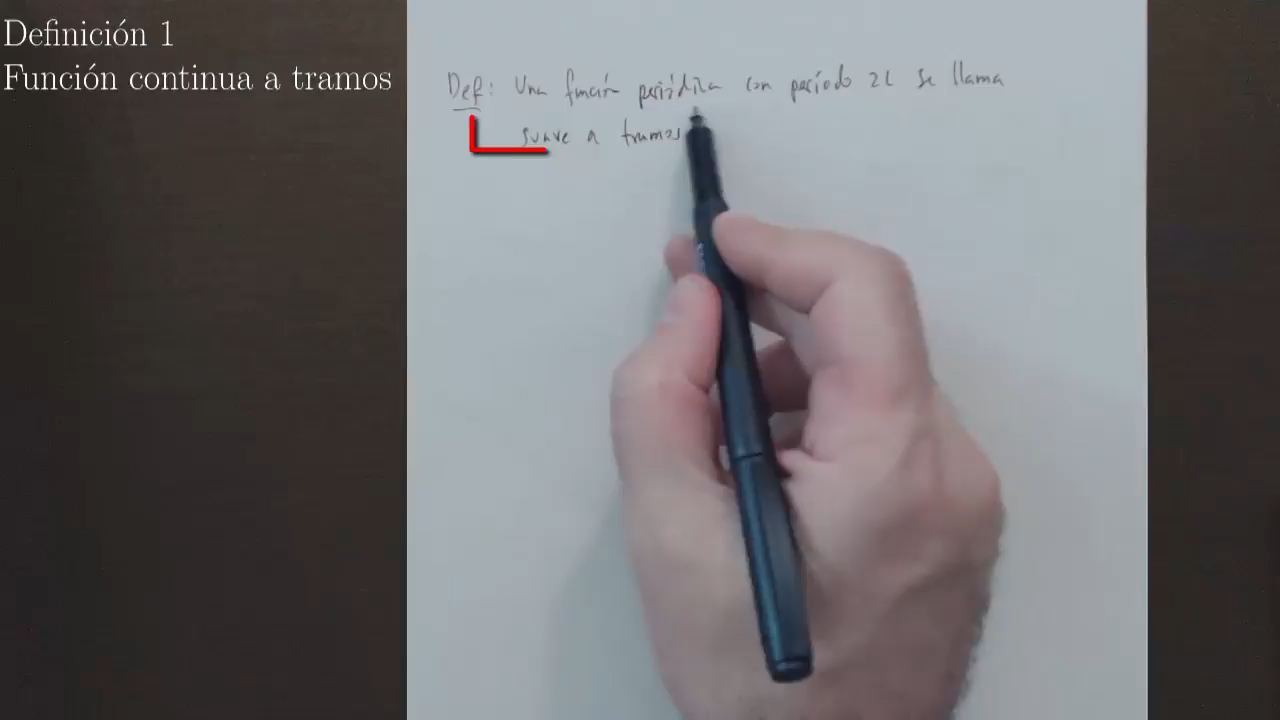 Definición 1
Función continua a tramos
Def: Una función periódica con período 2L se llama
suave a tramos